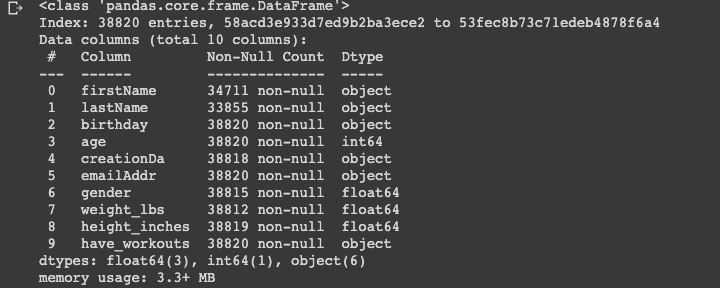 <class 'pandas.core.frame.DataFrame'>
Index: 38820 entries, 58acd3e933d7ed9b2ba3ece2 to 53fec8b73c71edeb4878f6a4
Data columns (total 10 columns):
 #   Column         Non-Null Count  Dtype
---  ------         --------------  -----
 0   firstName      34711 non-null  object
 1   lastName       33855 non-null  object
 2   birthday       38820 non-null  object
 3   age            38820 non-null  int64
 4   creationDa     38818 non-null  object
 5   emailAddr      38820 non-null  object
 6   gender         38815 non-null  float64
 7   weight_lbs     38812 non-null  float64
 8   height_inches  38819 non-null  float64
 9   have_workouts  38820 non-null  object
dtypes: float64(3), int64(1), object(6)
memory usage: 3.3+ MB